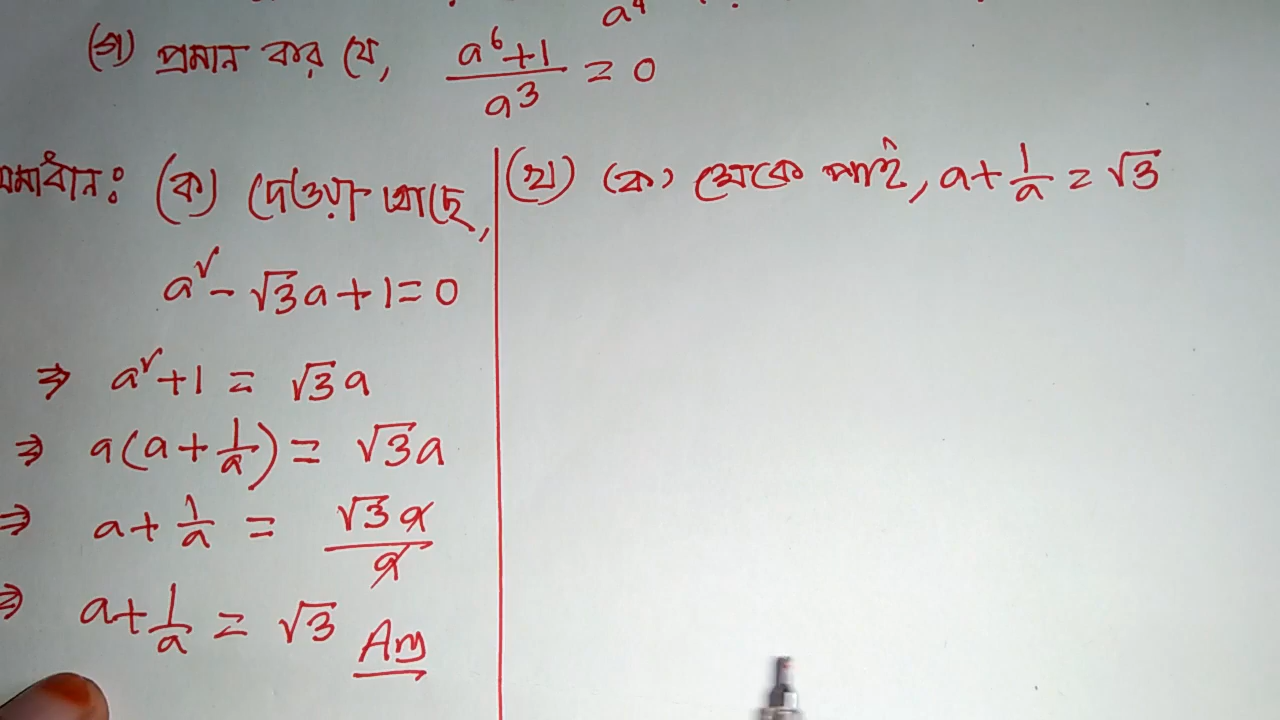 a⁴
(গ) প্রমান কর যে, (a⁶+1)/a³ = 0
সমাধান: (ক) দেওয়া আছে,
a² - √3a + 1 = 0
⇒ a² + 1 = √3a
⇒ a(a + 1/a) = √3a
⇒ a + 1/a = √3a/a
⇒ a + 1/a = √3 Ans
(খ) (ক) থেকে পাই, a + 1/a = √3